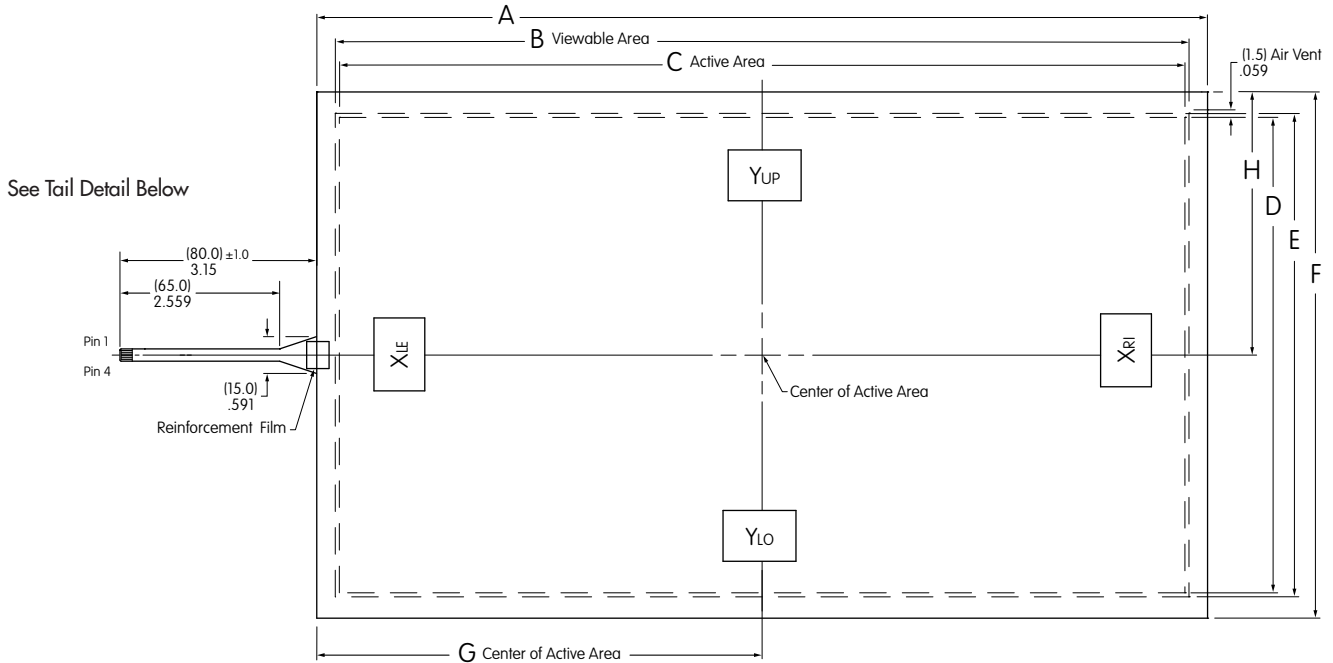 A
B Viewable Area
C Active Area
(1.5) Air Vent
.059
YUP
H
D
E
F
See Tail Detail Below
(80.0) ±1.0
3.15
(65.0)
2.559
Pin 1
Pin 4
XLE
XRI
(15.0)
.591
Center of Active Area
Reinforcement Film
YLO
G Center of Active Area